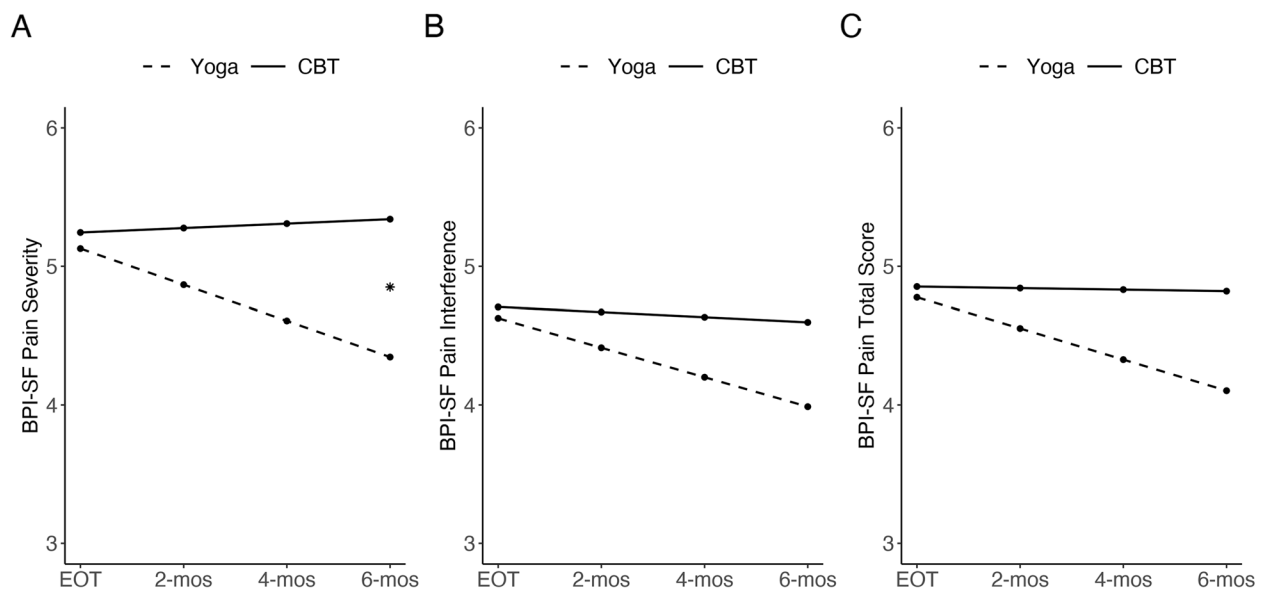 A
Yoga CBT
BPI-SF Pain Severity
6
5
4
3
*
EOT 2-mos 4-mos 6-mos
B
Yoga CBT
BPI-SF Pain Interference
6
5
4
3
EOT 2-mos 4-mos 6-mos
C
Yoga CBT
BPI-SF Pain Total Score
6
5
4
3
EOT 2-mos 4-mos 6-mos